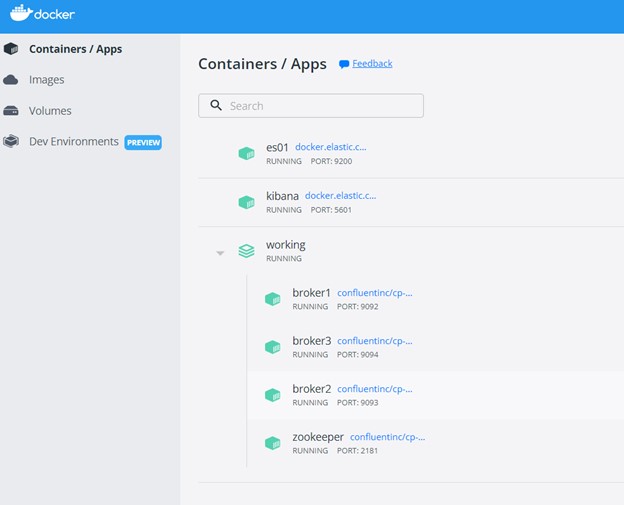 docker
Containers / Apps
Images
Volumes
Dev Environments PREVIEW
Containers / Apps Feedback
Search
es01 docker.elastic.c...
RUNNING PORT: 9200
kibana docker.elastic.c...
RUNNING PORT: 5601
working
RUNNING
broker1 confluentinc/cp-...
RUNNING PORT: 9092
broker3 confluentinc/cp-...
RUNNING PORT: 9094
broker2 confluentinc/cp-...
RUNNING PORT: 9093
zookeeper confluentinc/cp-...
RUNNING PORT: 2181